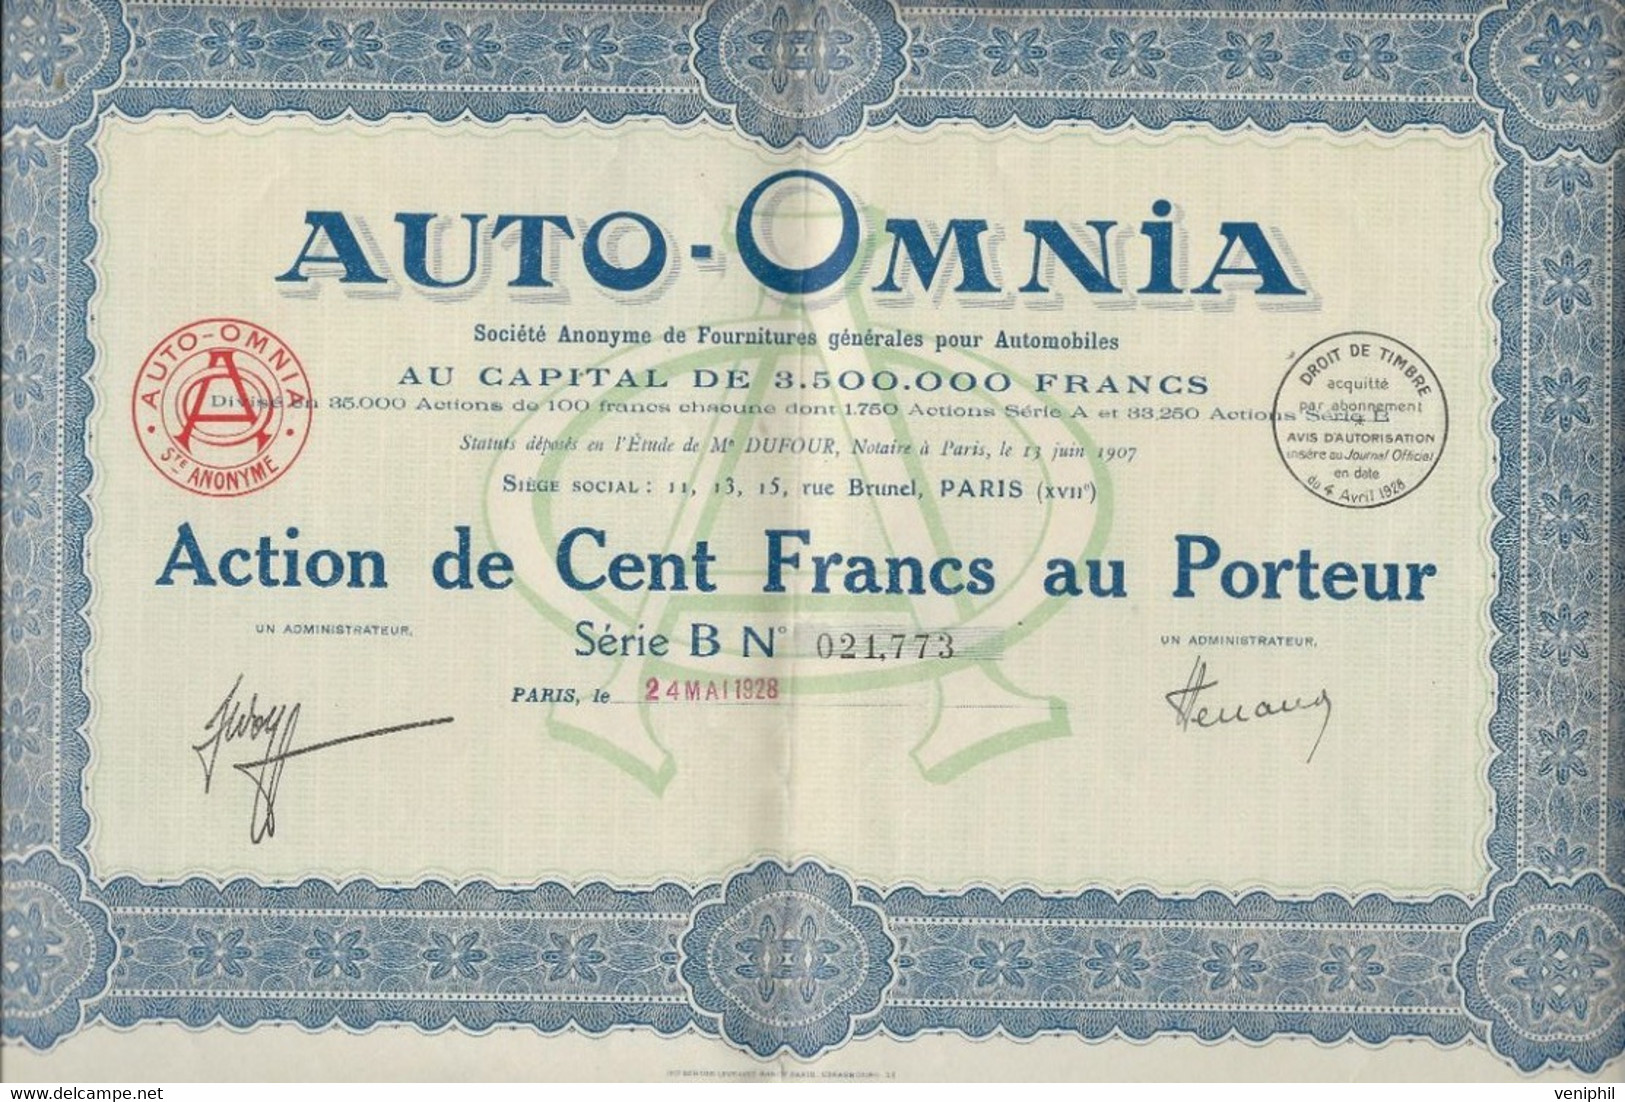 AUTO-OMNiA
Société Anonyme de Fournitures générales pour Automobiles
AU CAPITAL DE 3.500.000 FRANCS
Divisé en 35.000 Actions de 100 francs chacune dont 1.750 Actions Série A et 33.250 Actions Série B
Statuts déposés en l'Étude de Me DUFOUR, Notaire à Paris, le 13 juin 1907
SIÈGE SOCIAL : 11, 13, 15, rue Brunel, PARIS (XVIIe)
AUTO-OMNIA
STE ANONYME
DROIT DE TIMBRE
acquitté
par abonnement
AVIS D'AUTORISATION
insére au Journal Officiel
en date
du 4 Avril 1928
Action de Cent Francs au Porteur
UN ADMINISTRATEUR,
Série B N° 021,773
UN ADMINISTRATEUR,
PARIS, le 24 MAI 1928
veniphil